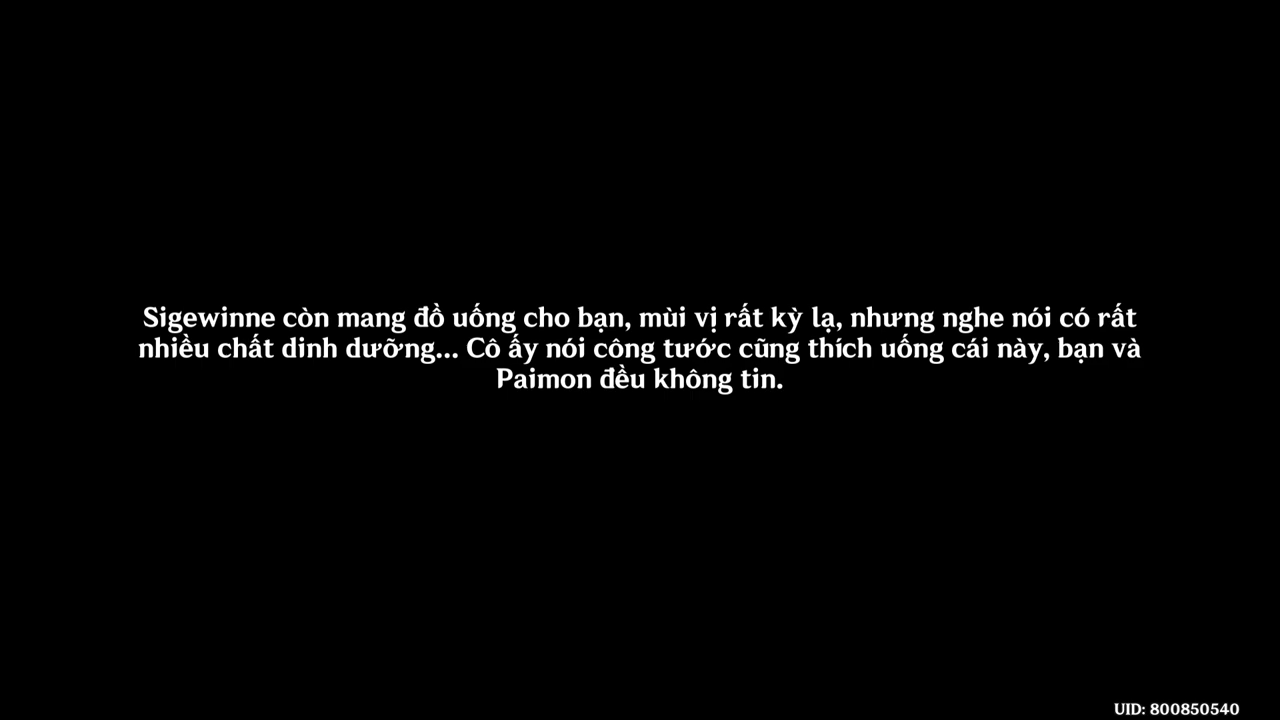 Sigewinne còn mang đồ uống cho bạn, mùi vị rất kỳ lạ, nhưng nghe nói có rất
nhiều chất dinh dưỡng... Cô ấy nói công tước cũng thích uống cái này, bạn và
Paimon đều không tin.
UID: 800850540